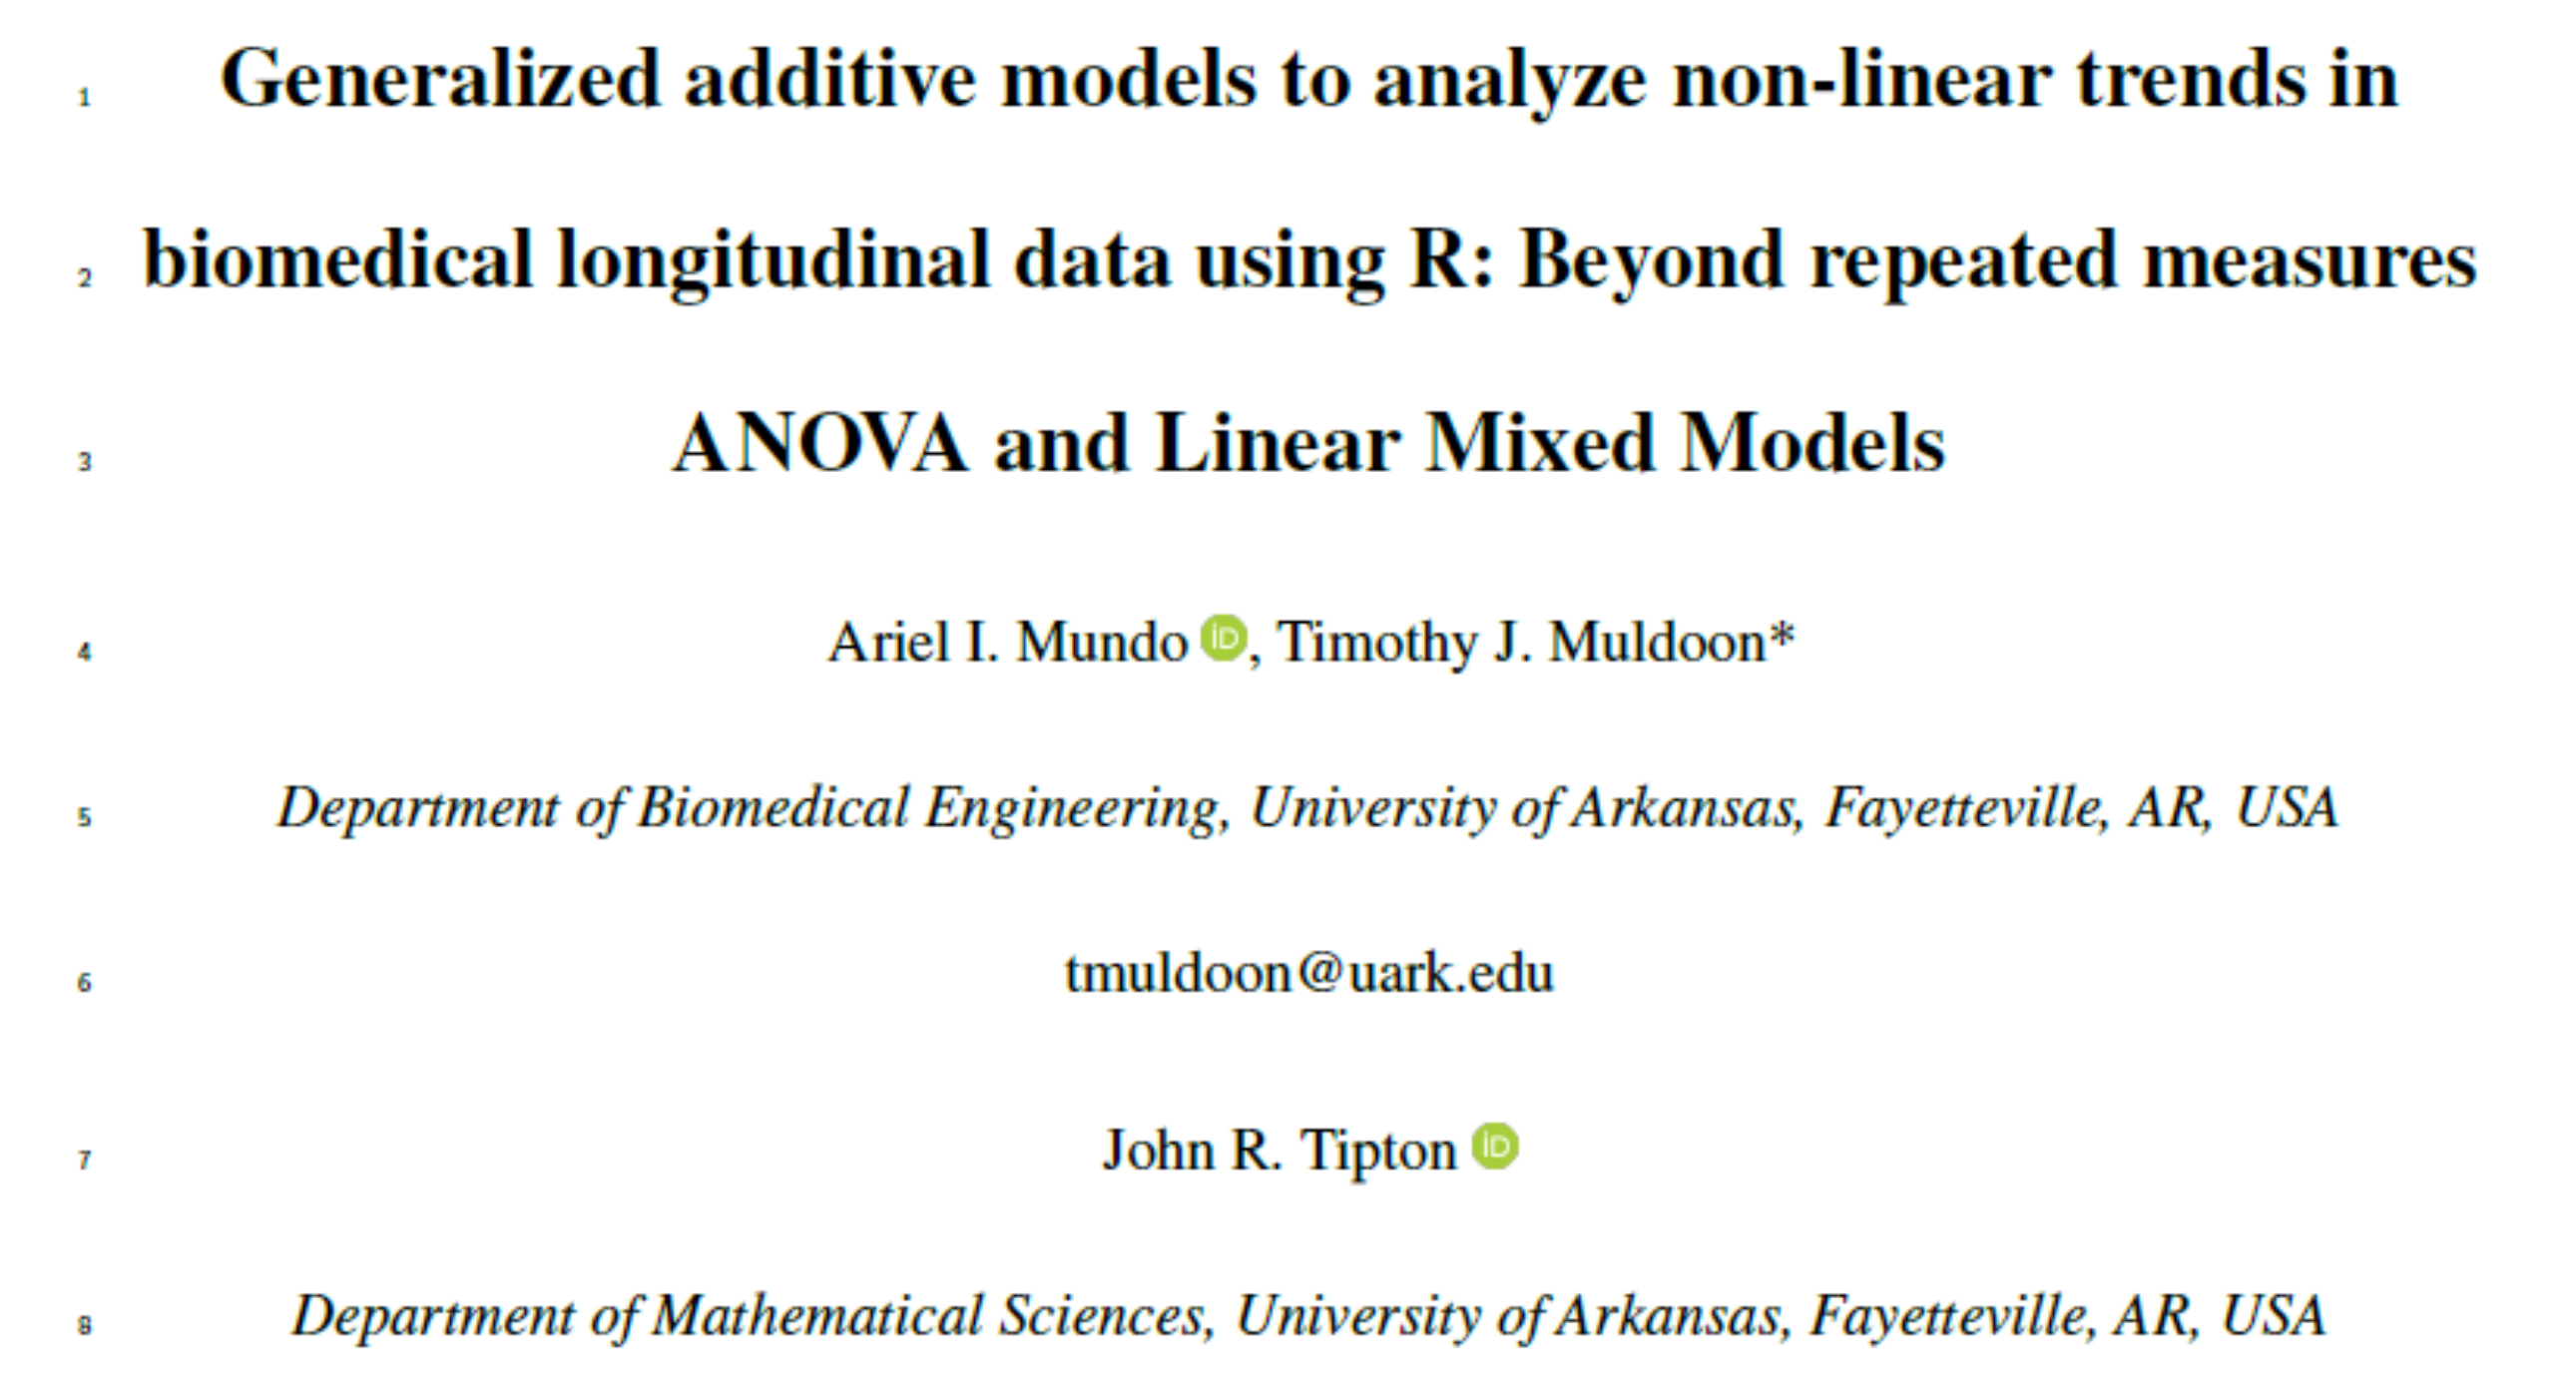 1 Generalized additive models to analyze non-linear trends in
2 biomedical longitudinal data using R: Beyond repeated measures
3 ANOVA and Linear Mixed Models
4 Ariel I. Mundo iD, Timothy J. Muldoon*
5 Department of Biomedical Engineering, University of Arkansas, Fayetteville, AR, USA
6 tmuldoon@uark.edu
7 John R. Tipton iD
8 Department of Mathematical Sciences, University of Arkansas, Fayetteville, AR, USA